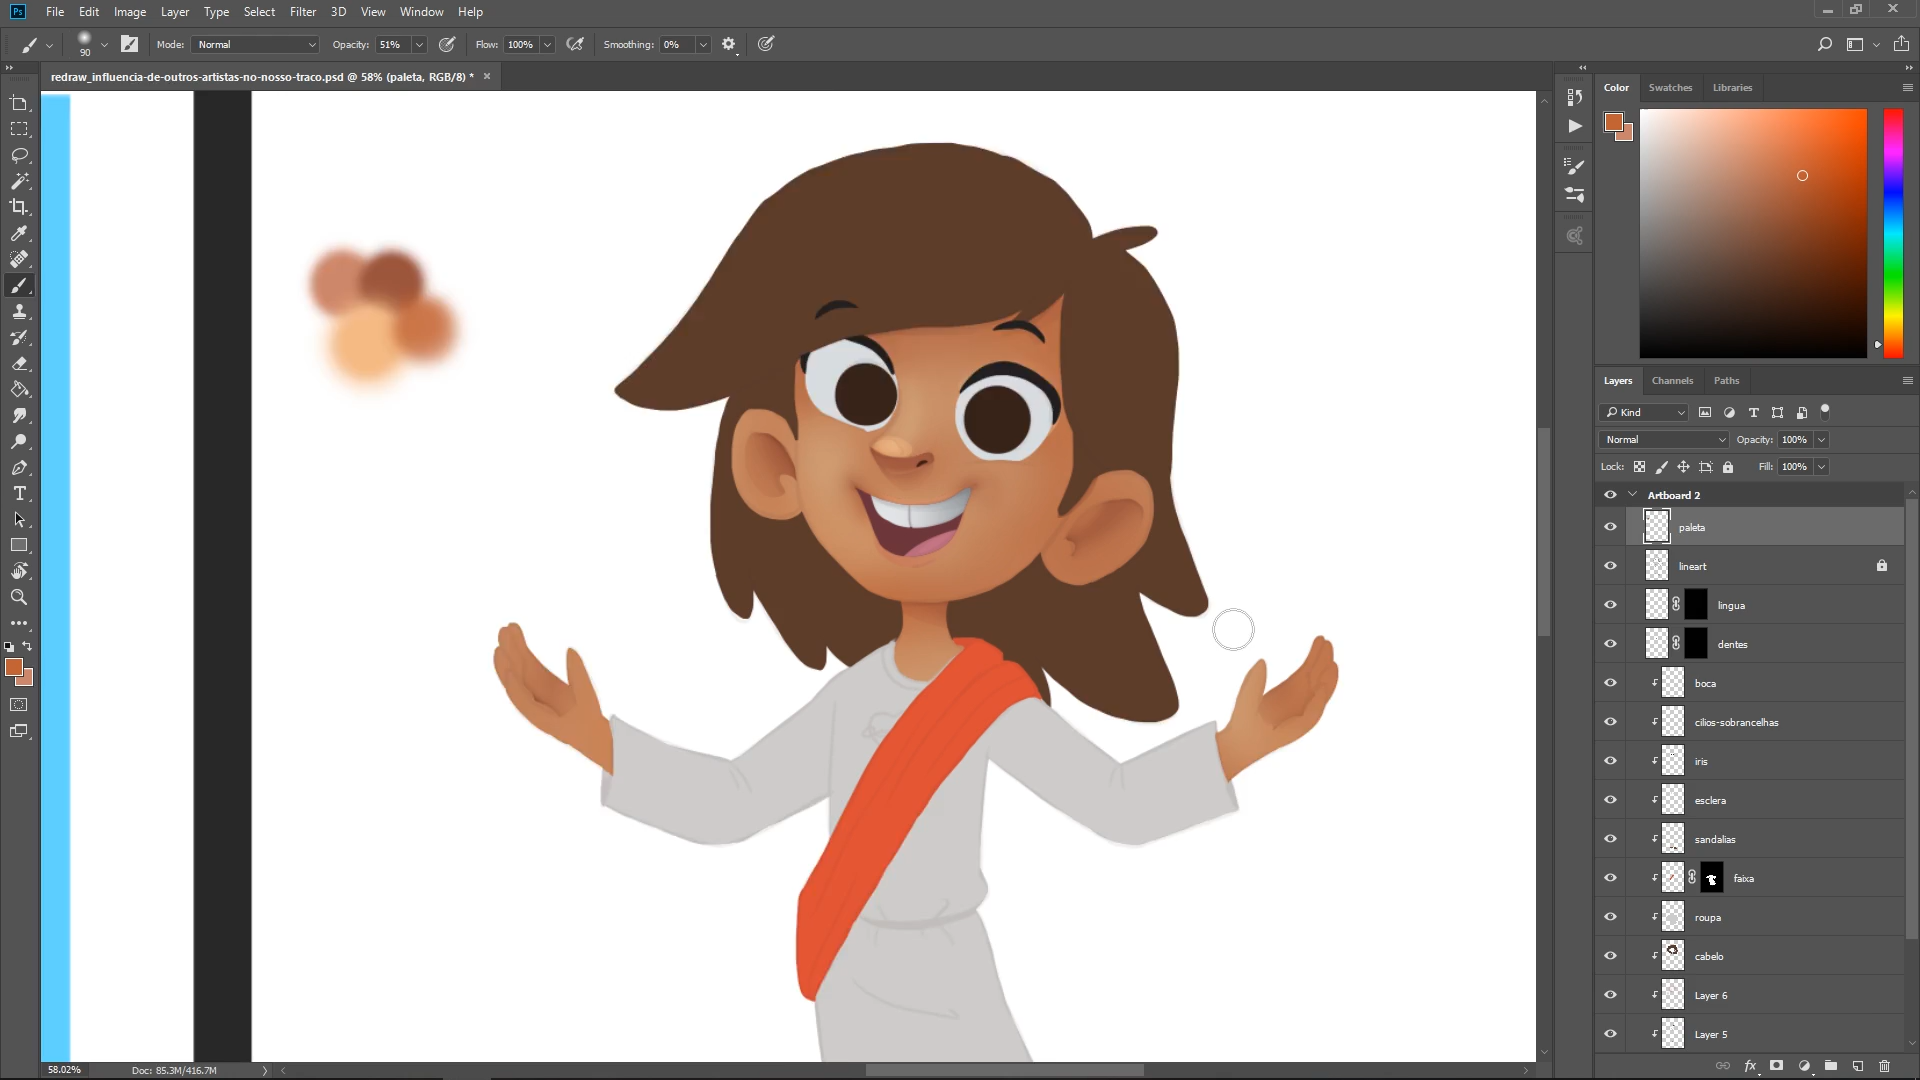 Ps File Edit Image Layer Type Select Filter 3D View Window Help
90 Mode: Normal Opacity: 51% Flow: 100% Smoothing: 0%
redraw_influencia-de-outros-artistas-no-nosso-traco.psd @ 58% (paleta, RGB/8) * ×
Color Swatches Libraries
Layers Channels Paths
Kind
Normal Opacity: 100%
Lock: Fill: 100%
Artboard 2
paleta
lineart
lingua
dentes
boca
cilios-sobrancelhas
iris
esclera
sandalias
faixa
roupa
cabelo
Layer 6
Layer 5
58.02% Doc: 85.3M/416.7M